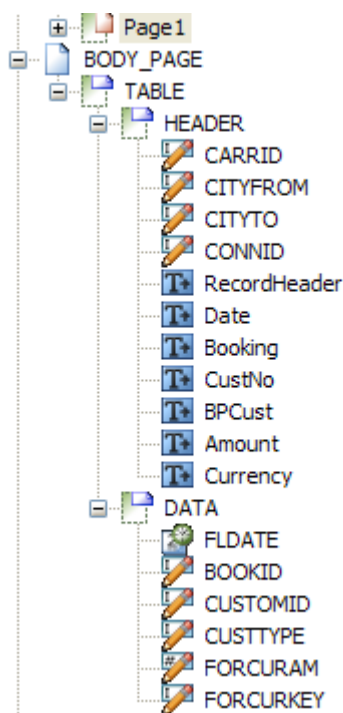 Page1
BODY_PAGE
TABLE
HEADER
CARRID
CITYFROM
CITYTO
CONNID
RecordHeader
Date
Booking
CustNo
BPCust
Amount
Currency
DATA
FLDATE
BOOKID
CUSTOMID
CUSTTYPE
FORCURAM
FORCURKEY